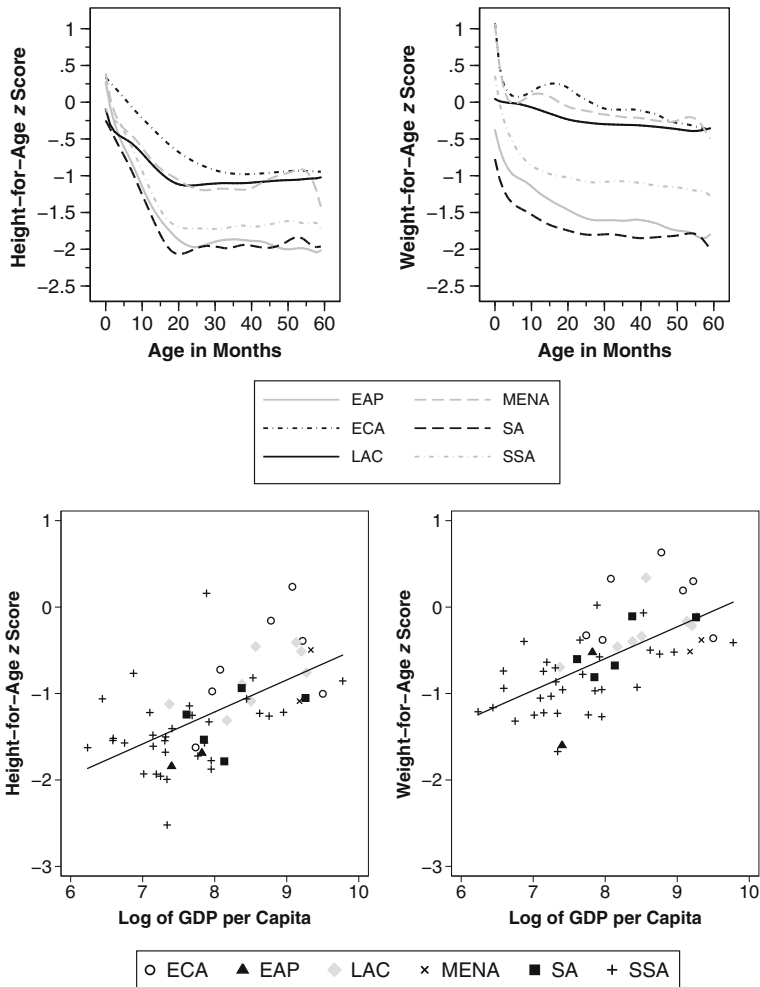 1
.5
0
−.5
−1
−1.5
−2
−2.5
Height−for−Age z Score
0 10 20 30 40 50 60
Age in Months
1
.5
0
−.5
−1
−1.5
−2
−2.5
Weight−for−Age z Score
0 10 20 30 40 50 60
Age in Months
EAP MENA
ECA SA
LAC SSA
1
0
−1
−2
−3
Height−for−Age z Score
6 7 8 9 10
Log of GDP per Capita
1
0
−1
−2
−3
Weight−for−Age z Score
6 7 8 9 10
Log of GDP per Capita
ECA EAP LAC MENA SA SSA